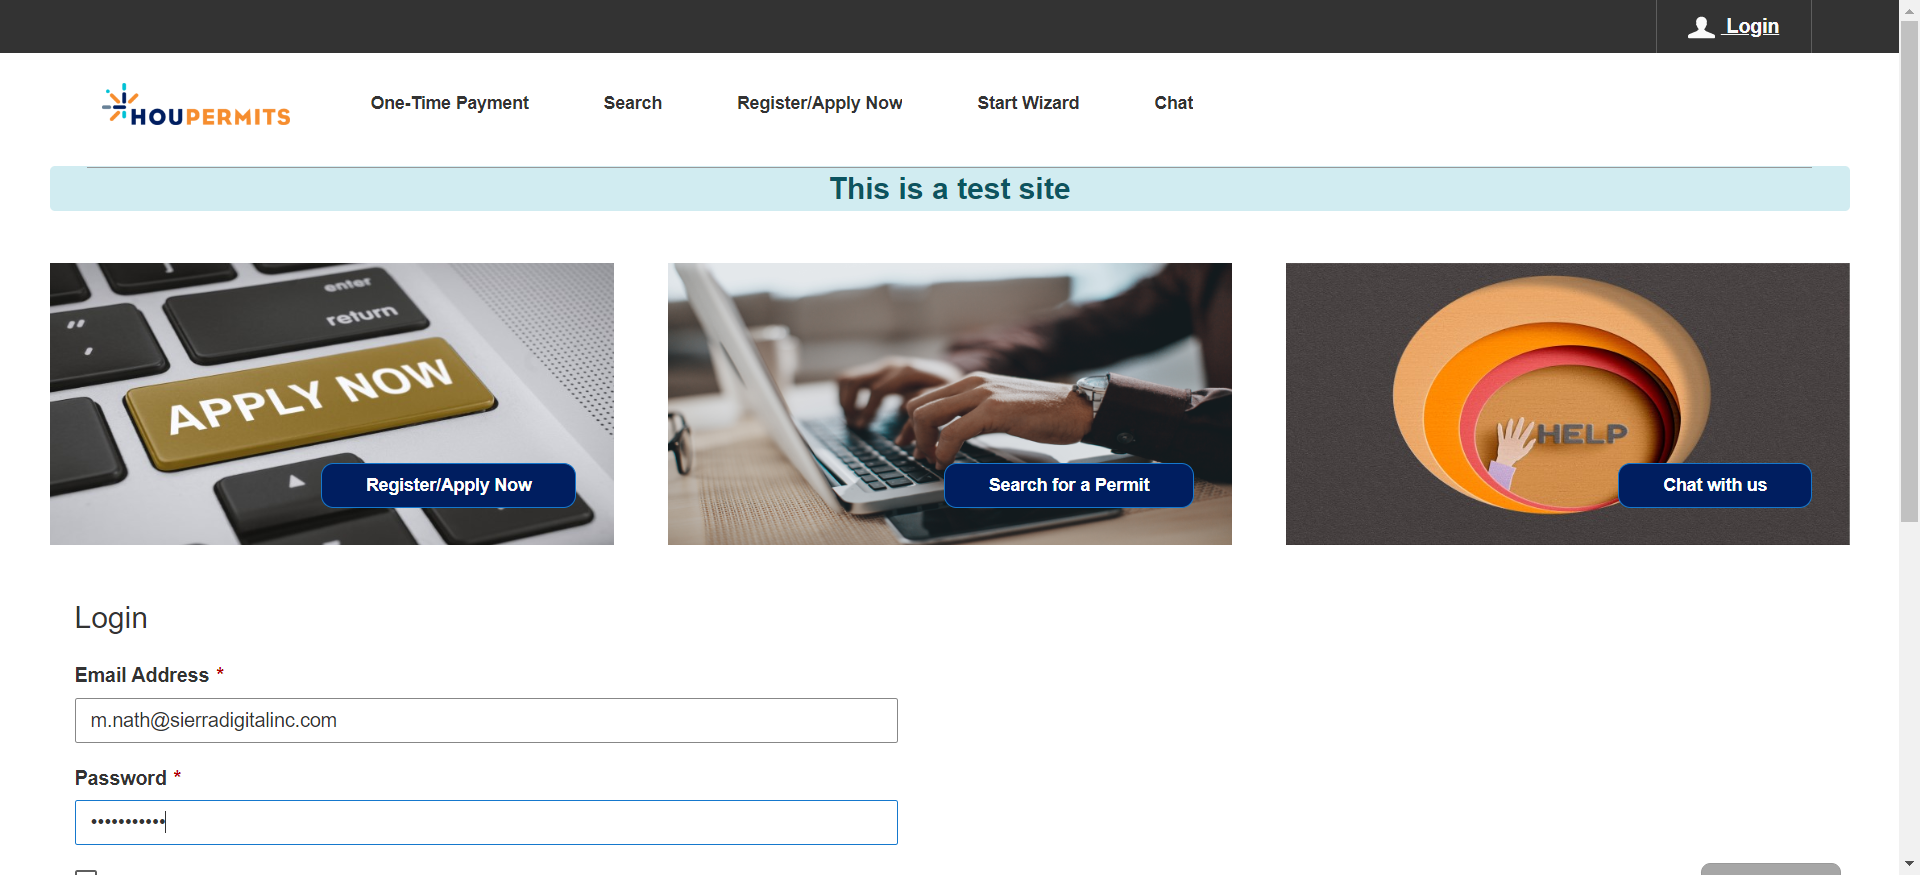 Login
HOUPERMITS
One-Time Payment
Search
Register/Apply Now
Start Wizard
Chat
This is a test site
enter
return
APPLY NOW
Register/Apply Now
Search for a Permit
HELP
Chat with us
Login
Email Address *
m.nath@sierradigitalinc.com
Password *
•••••••••••